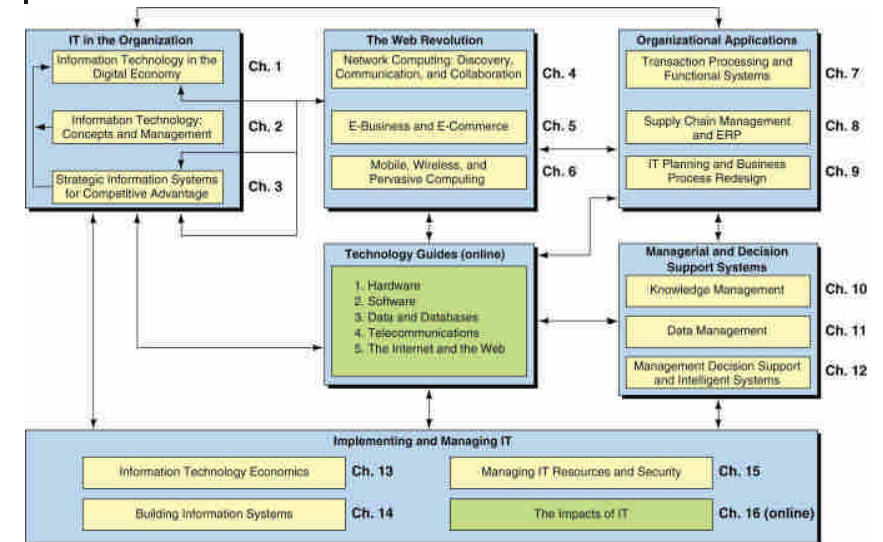 IT in the Organization
Information Technology in the
Digital Economy
Ch. 1
Information Technology:
Concepts and Management
Ch. 2
Strategic Information Systems
for Competitive Advantage
Ch. 3
The Web Revolution
Network Computing: Discovery,
Communication, and Collaboration
Ch. 4
E-Business and E-Commerce
Ch. 5
Mobile, Wireless, and
Pervasive Computing
Ch. 6
Organizational Applications
Transaction Processing and
Functional Systems
Ch. 7
Supply Chain Management
and ERP
Ch. 8
IT Planning and Business
Process Redesign
Ch. 9
Technology Guides (online)
1. Hardware
2. Software
3. Data and Databases
4. Telecommunications
5. The Internet and the Web
Managerial and Decision
Support Systems
Knowledge Management
Ch. 10
Data Management
Ch. 11
Management Decision Support
and Intelligent Systems
Ch. 12
Implementing and Managing IT
Information Technology Economics
Ch. 13
Managing IT Resources and Security
Ch. 15
Building Information Systems
Ch. 14
The Impacts of IT
Ch. 16 (online)